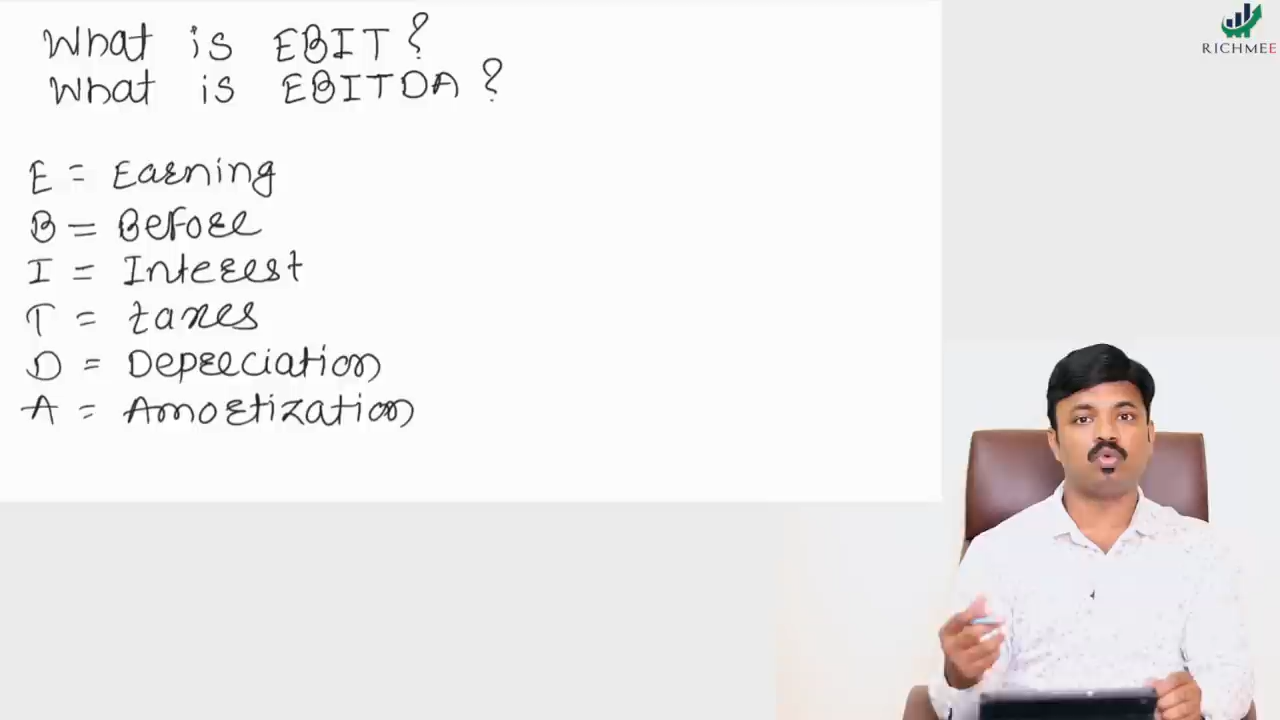 What is EBIT ?
What is EBITDA ?
E = Earning
B = Before
I = Interest
T = taxes
D = Depreciation
A = Amortization
RICHMEE